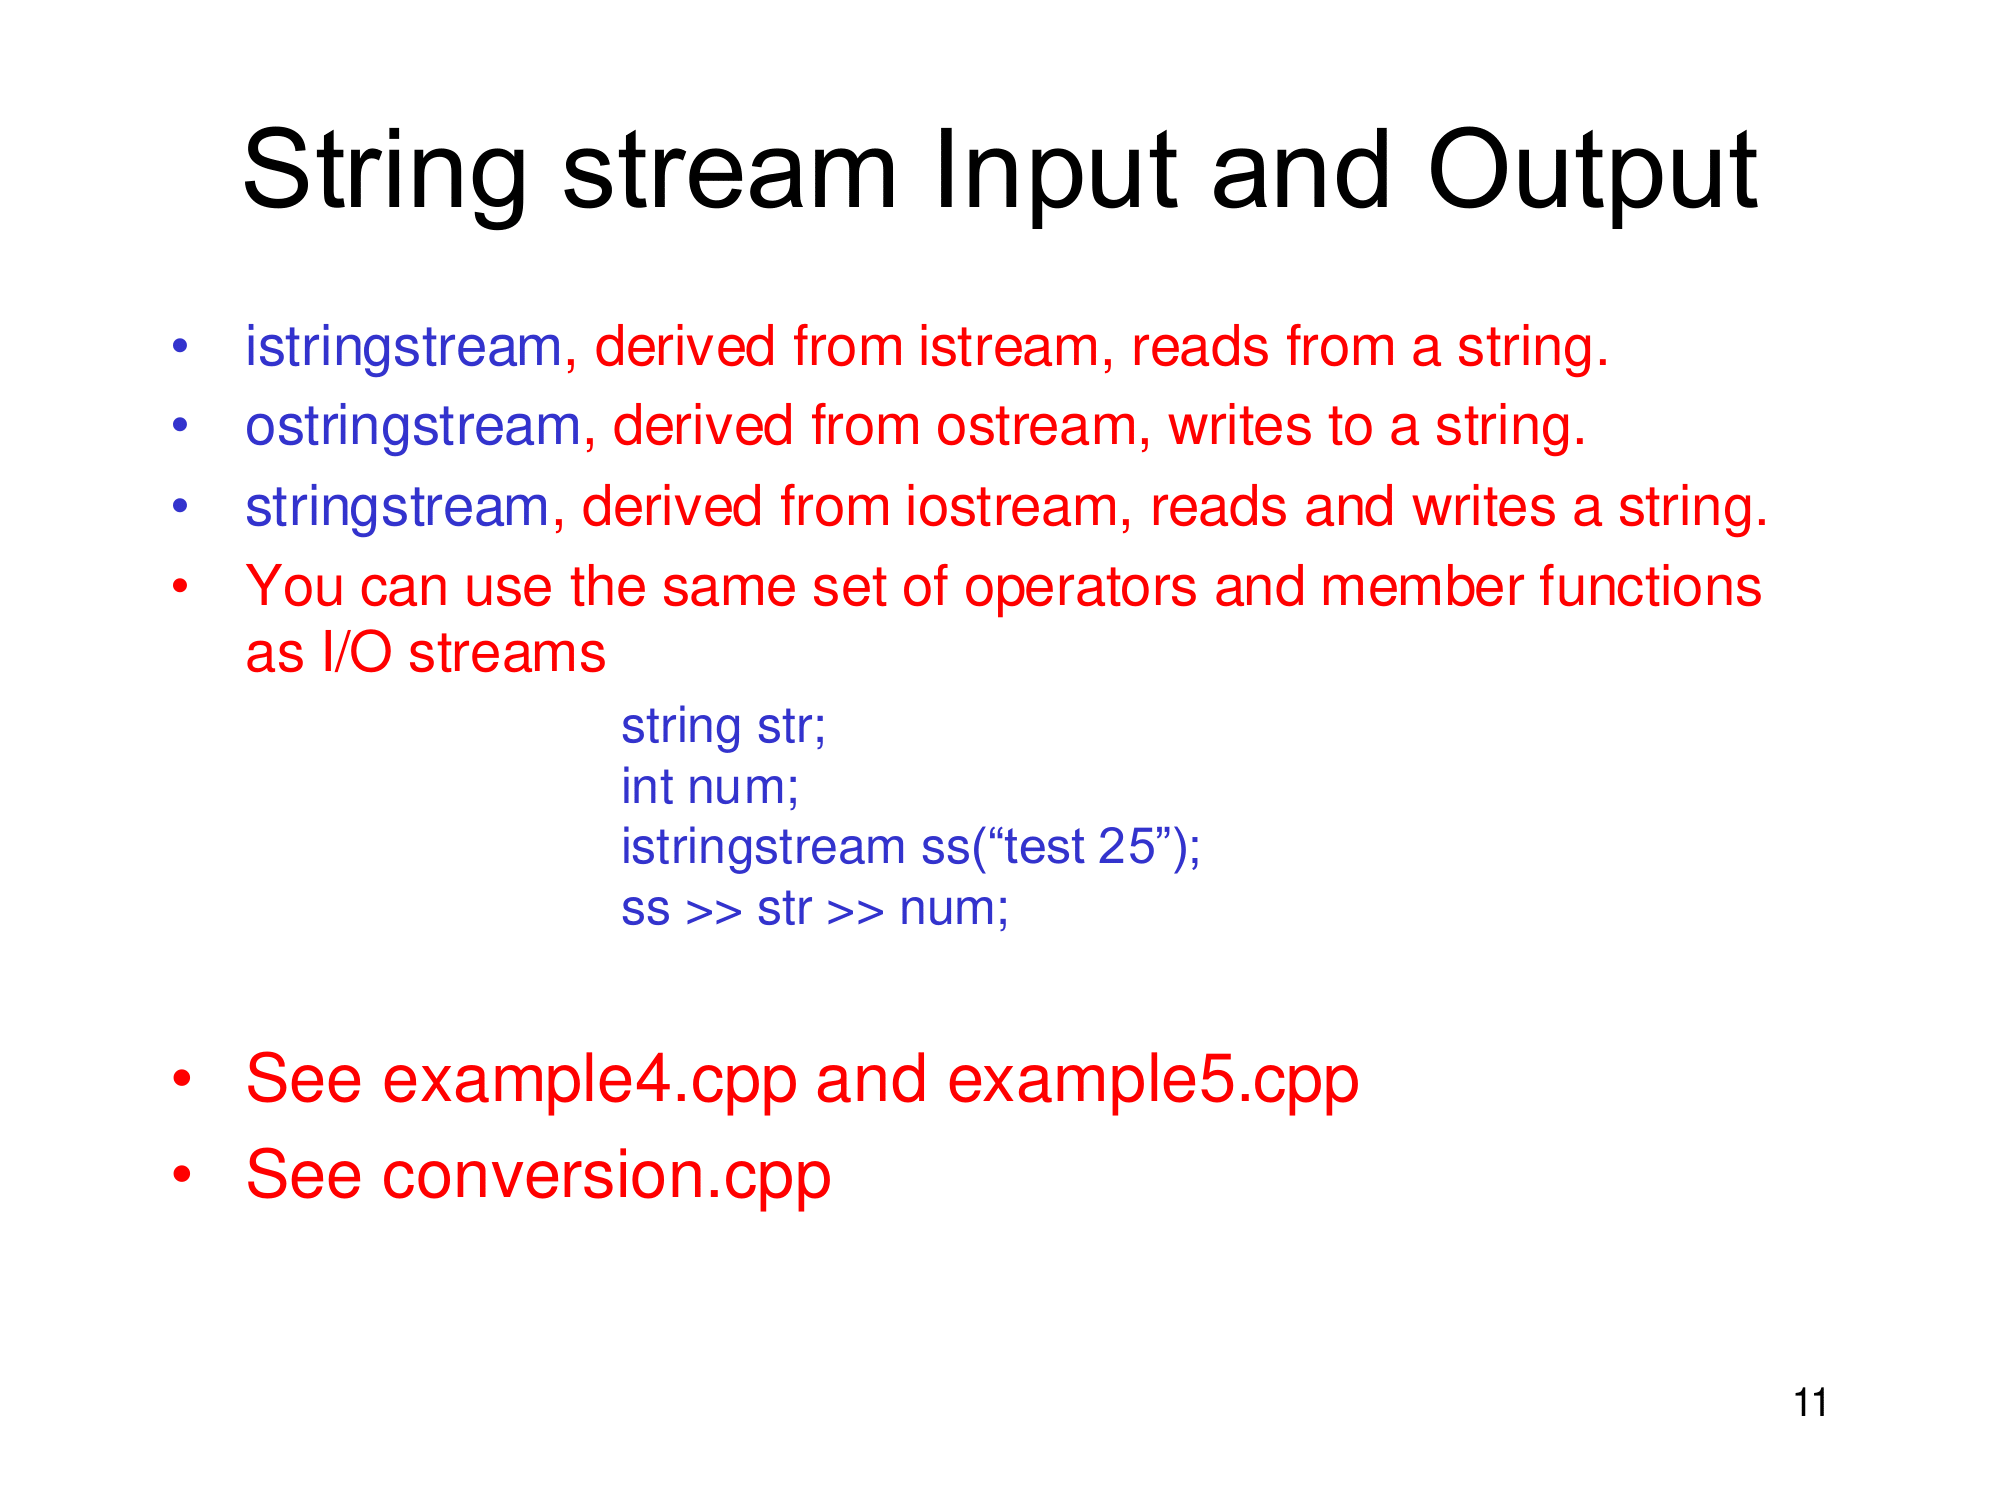 String stream Input and Output
• istringstream, derived from istream, reads from a string.
• ostringstream, derived from ostream, writes to a string.
• stringstream, derived from iostream, reads and writes a string.
• You can use the same set of operators and member functions
as I/O streams
string str;
int num;
istringstream ss(“test 25”);
ss >> str >> num;
• See example4.cpp and example5.cpp
• See conversion.cpp
11